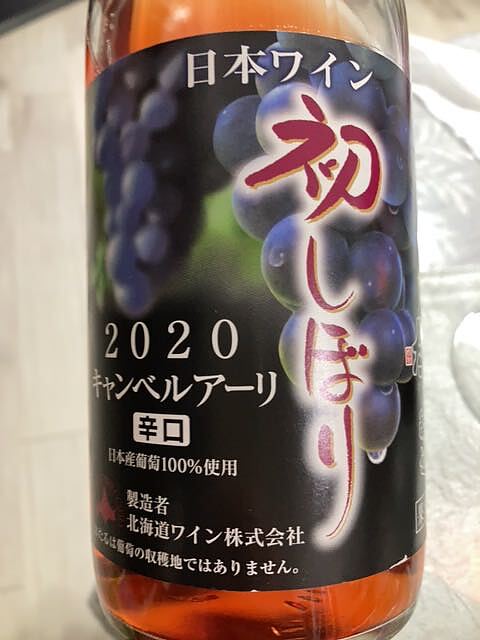 日本ワイン
初しぼり
2020
キャンベルアーリ
辛口
日本産葡萄100%使用
製造者
北海道ワイン株式会社
は葡萄の収穫地ではありません。